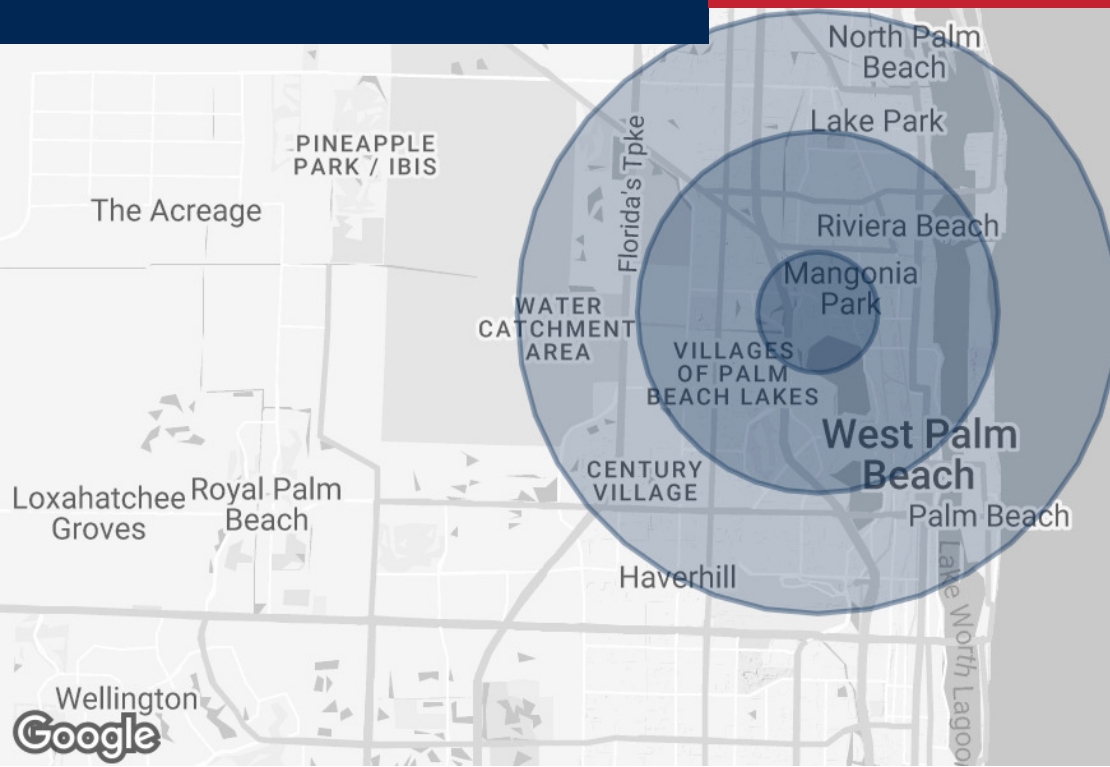 North Palm
Beach
Lake Park
PINEAPPLE
PARK / IBIS
Florida's Tpke
The Acreage
Riviera Beach
Mangonia
Park
WATER
CATCHMENT
AREA
VILLAGES
OF PALM
BEACH LAKES
West Palm
Beach
CENTURY
VILLAGE
Loxahatchee
Groves
Royal Palm
Beach
Palm Beach
Haverhill
Lake Worth Lagoo
Wellington
Google